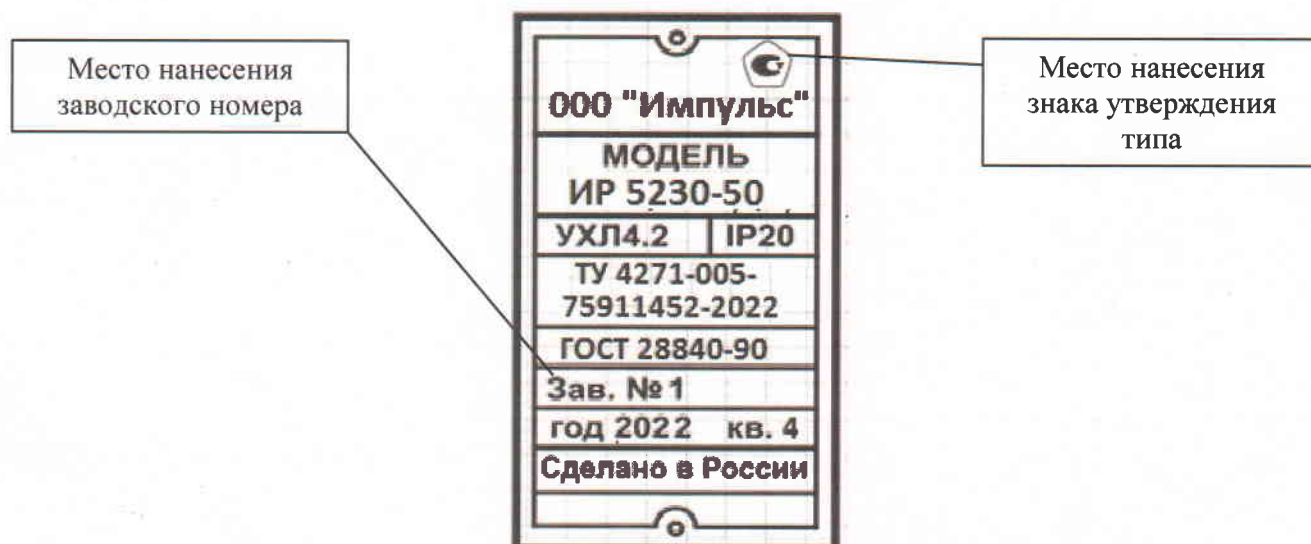 Место нанесения
заводского номера
ООО "Импульс"
МОДЕЛЬ
ИР 5230-50
УХЛ4.2 IP20
ТУ 4271-005-
75911452-2022
ГОСТ 28840-90
Зав. № 1
год 2022 кв. 4
Сделано в России
Место нанесения
знака утверждения
типа